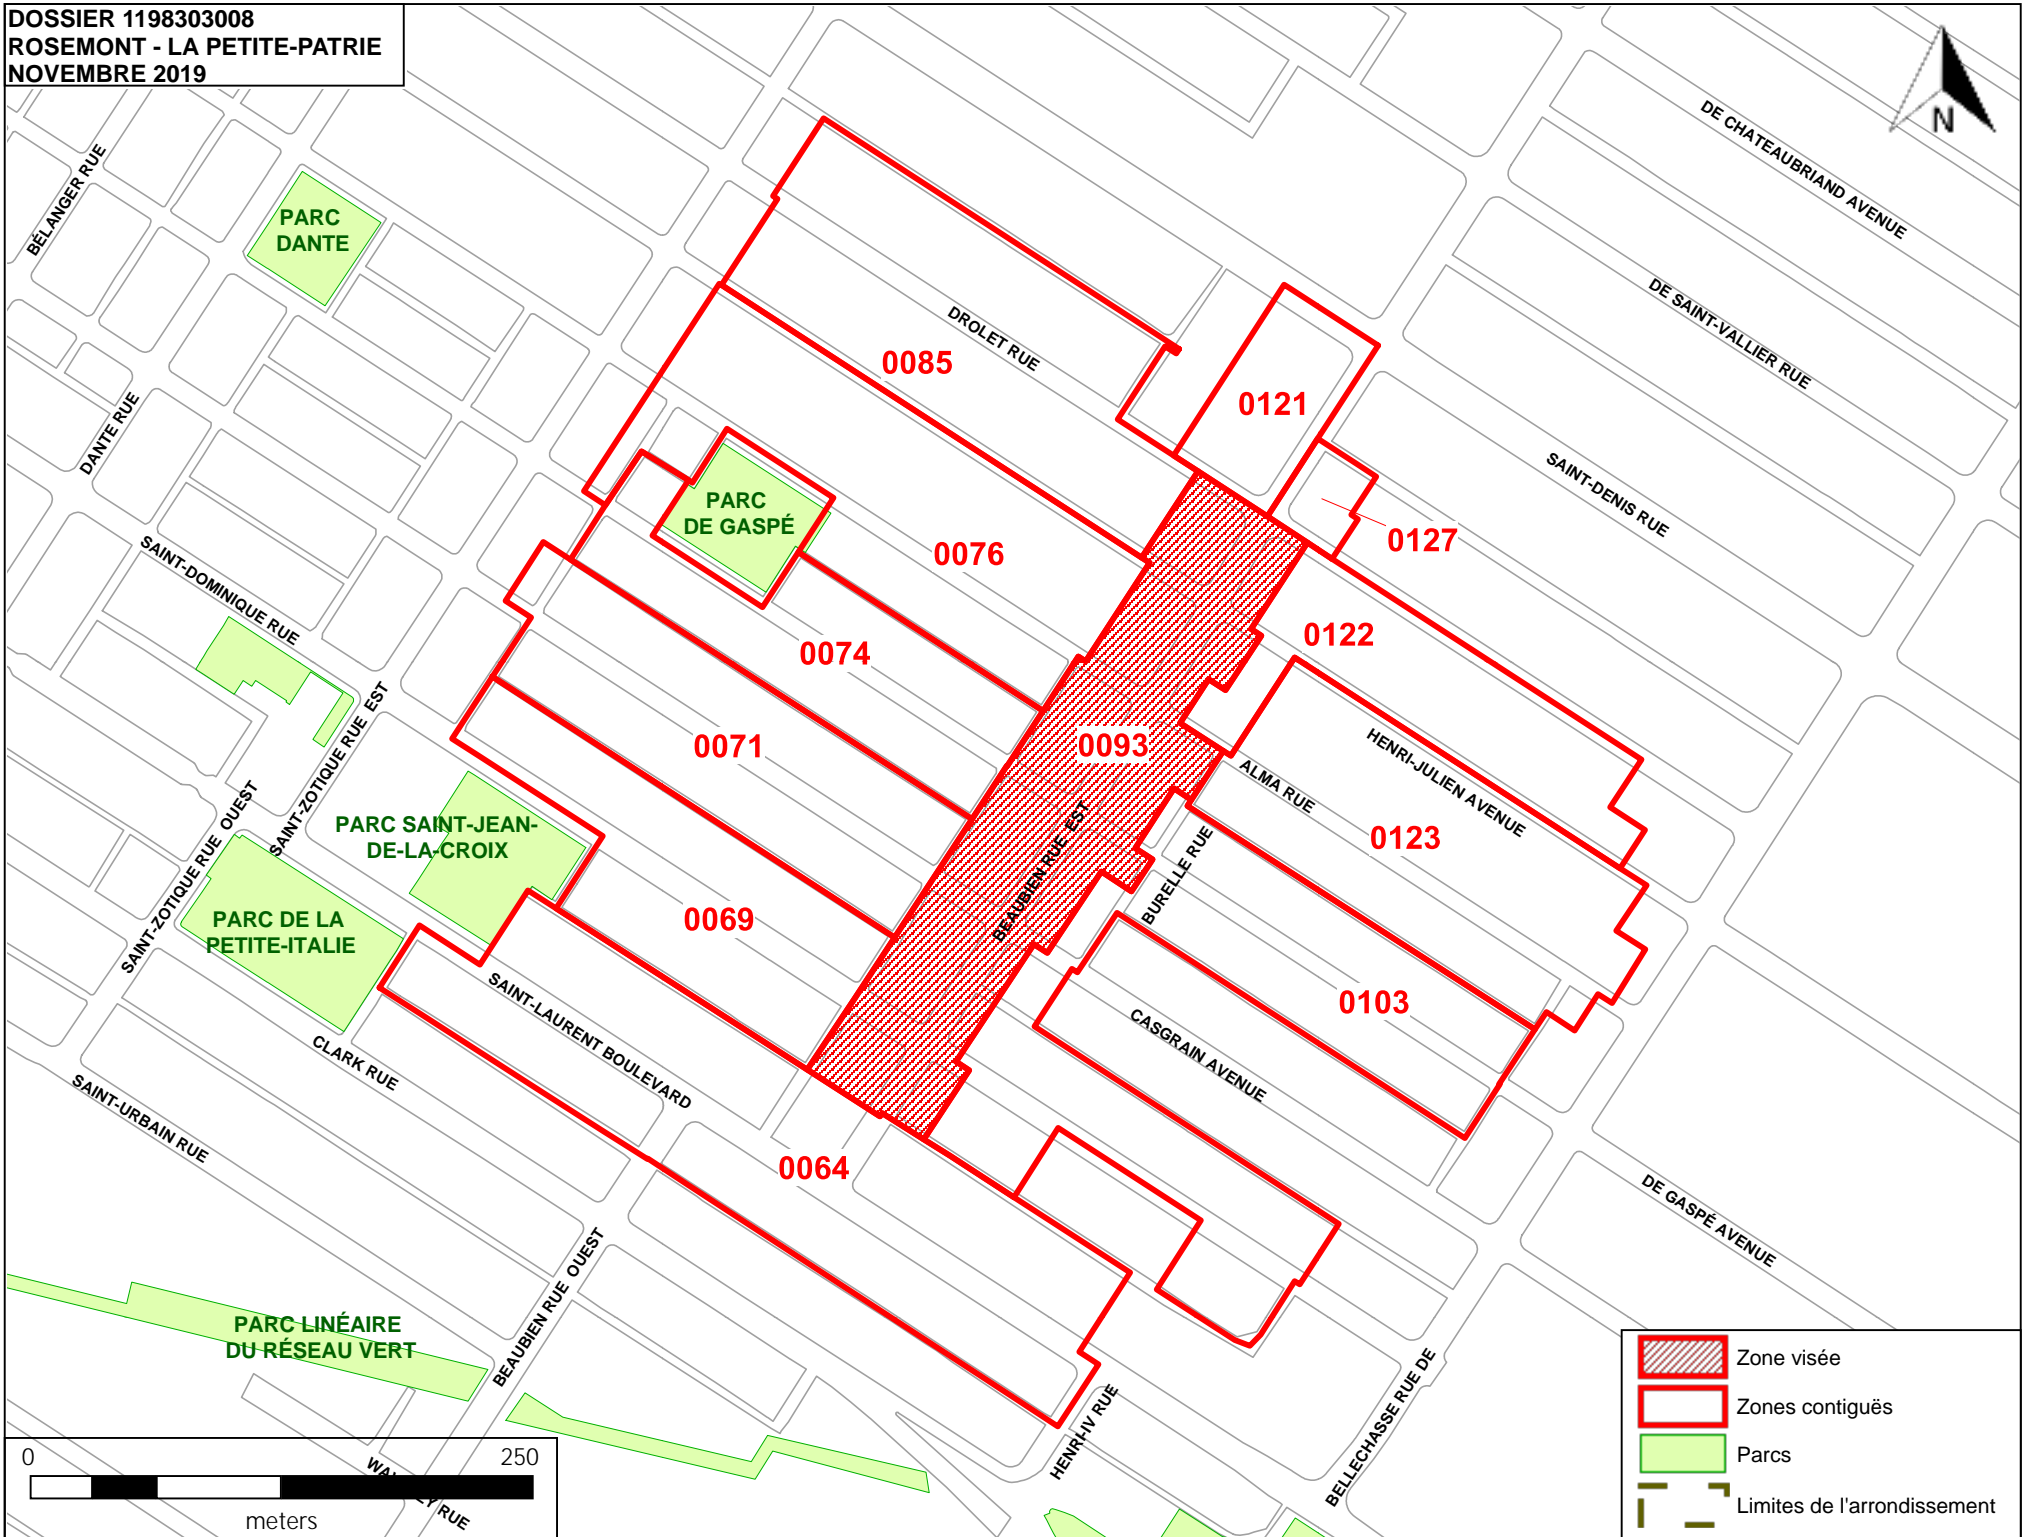 DOSSIER 1198303008
ROSEMONT - LA PETITE-PATRIE
NOVEMBRE 2019
N
DE CHATEAUBRIAND AVENUE
BÉLANGER RUE
PARC
DANTE
DE SAINT-VALLIER RUE
DROLET RUE
0085
0121
DANTE RUE
SAINT-DENIS RUE
PARC
DE GASPÉ
0127
0076
SAINT-DOMINIQUE RUE
0122
0074
SAINT-ZOTIQUE RUE EST
0071
0093
HENRI-JULIEN AVENUE
ALMA RUE
SAINT-ZOTIQUE RUE OUEST
PARC SAINT-JEAN-
DE-LA-CROIX
0123
BEAUBIEN RUE EST
BURELLE RUE
PARC DE LA
PETITE-ITALIE
0069
0103
SAINT-LAURENT BOULEVARD
CASGRAIN AVENUE
CLARK RUE
SAINT-URBAIN RUE
0064
DE GASPÉ AVENUE
BEAUBIEN RUE OUEST
PARC LINÉAIRE
DU RÉSEAU VERT
HENRI-IV RUE
BELLECHASSE RUE DE
Zone visée
Zones contiguës
Parcs
Limites de l'arrondissement
0 250
meters
RUE